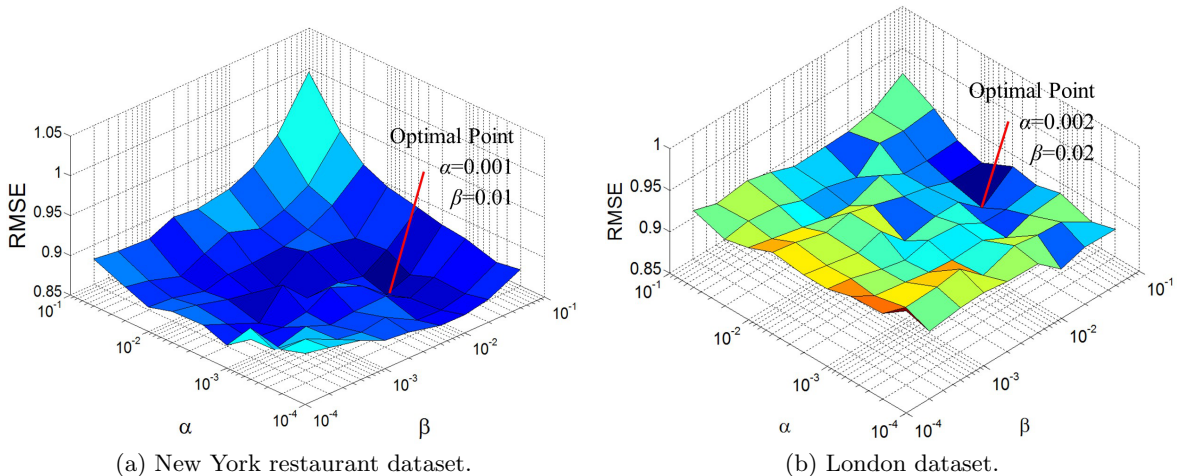 Optimal Point
α=0.001
β=0.01
RMSE
1.05
1
0.95
0.9
0.85
10⁻¹
10⁻²
10⁻³
10⁻⁴
10⁻⁴
10⁻³
10⁻²
10⁻¹
α
β
(a) New York restaurant dataset.
Optimal Point
α=0.002
β=0.02
RMSE
1
0.95
0.9
0.85
10⁻¹
10⁻²
10⁻³
10⁻⁴
10⁻⁴
10⁻³
10⁻²
10⁻¹
α
β
(b) London dataset.